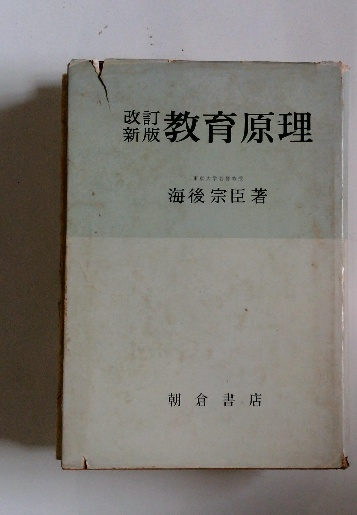 改訂
新版
教育原理
海後宗臣著
朝倉書店